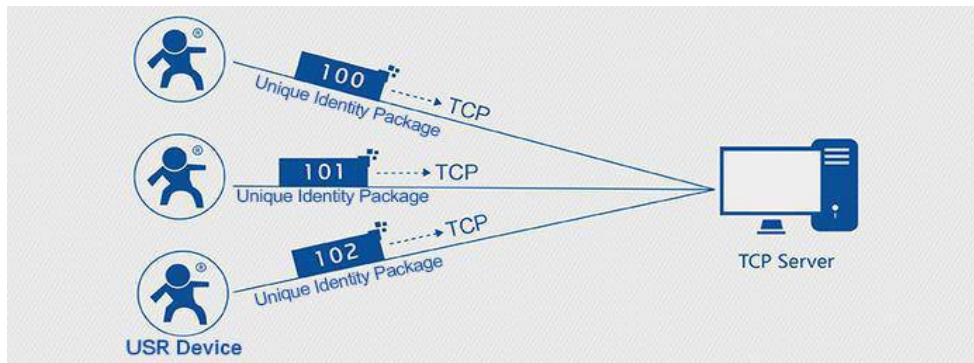 ®
100
TCP
Unique Identity Package
®
101
TCP
Unique Identity Package
TCP Server
®
102
TCP
Unique Identity Package
USR Device